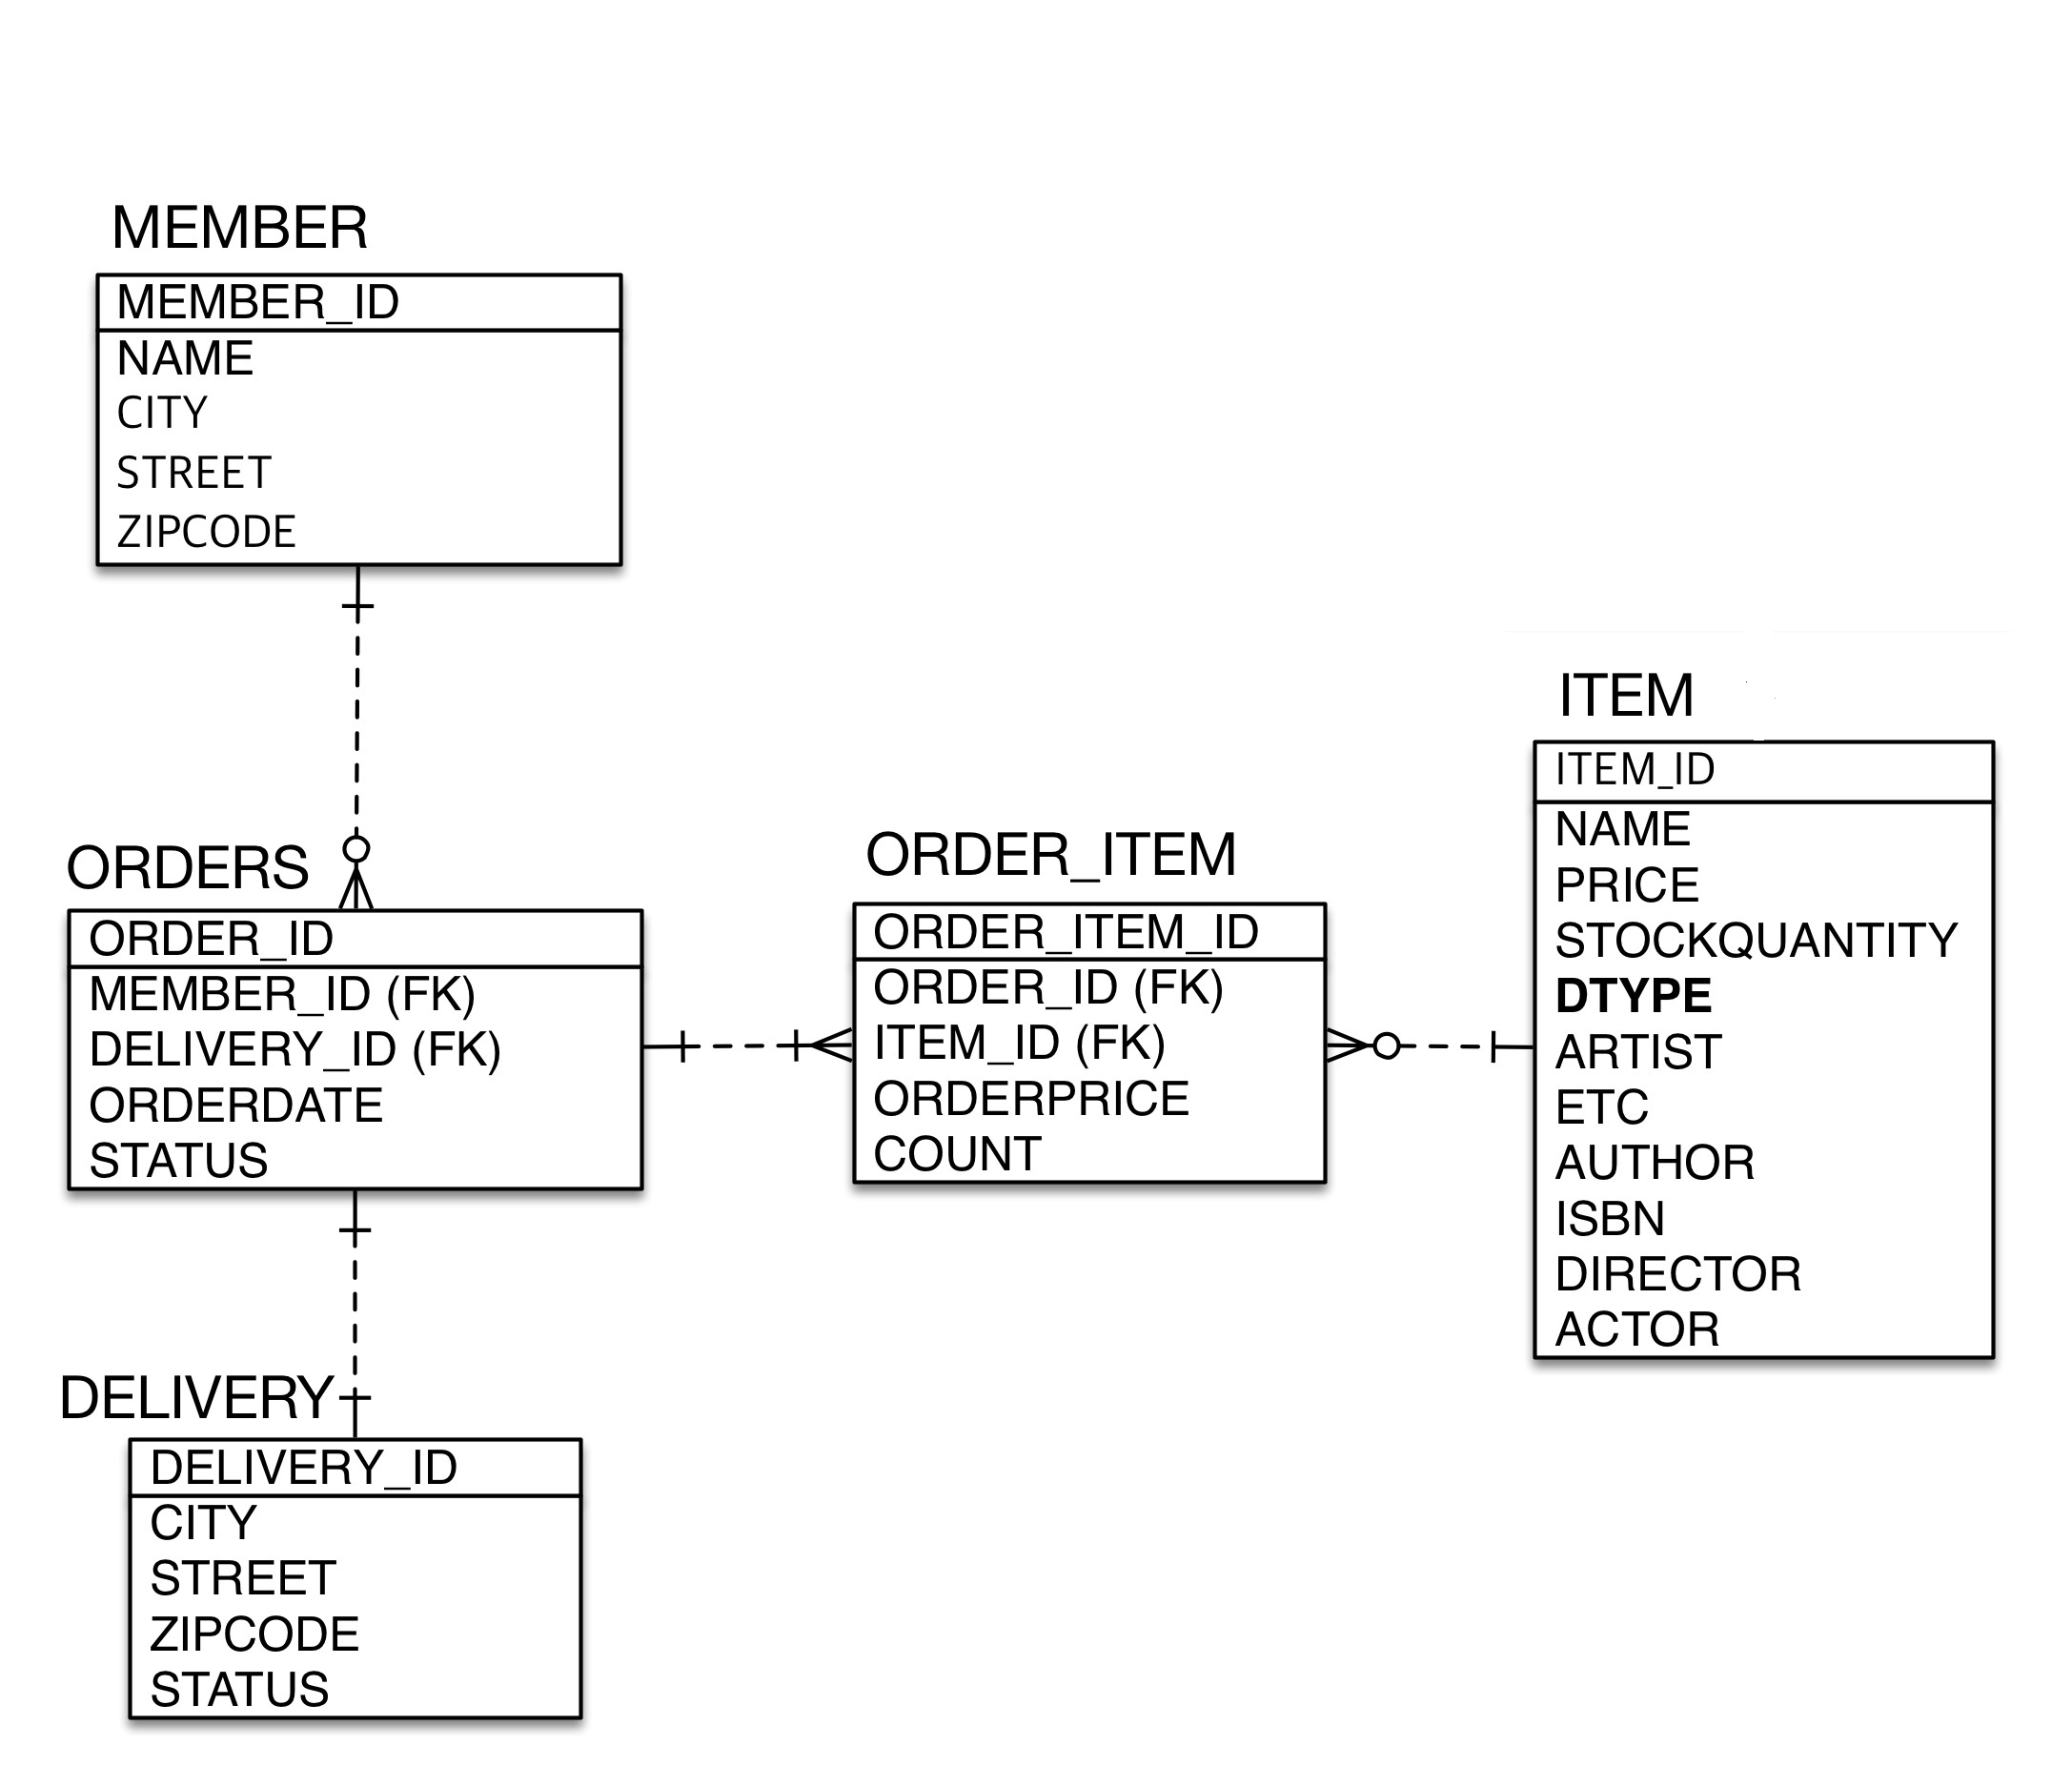 MEMBER
MEMBER_ID
NAME
CITY
STREET
ZIPCODE
ORDERS
ORDER_ID
MEMBER_ID (FK)
DELIVERY_ID (FK)
ORDERDATE
STATUS
ORDER_ITEM
ORDER_ITEM_ID
ORDER_ID (FK)
ITEM_ID (FK)
ORDERPRICE
COUNT
ITEM
ITEM_ID
NAME
PRICE
STOCKQUANTITY
DTYPE
ARTIST
ETC
AUTHOR
ISBN
DIRECTOR
ACTOR
DELIVERY
DELIVERY_ID
CITY
STREET
ZIPCODE
STATUS